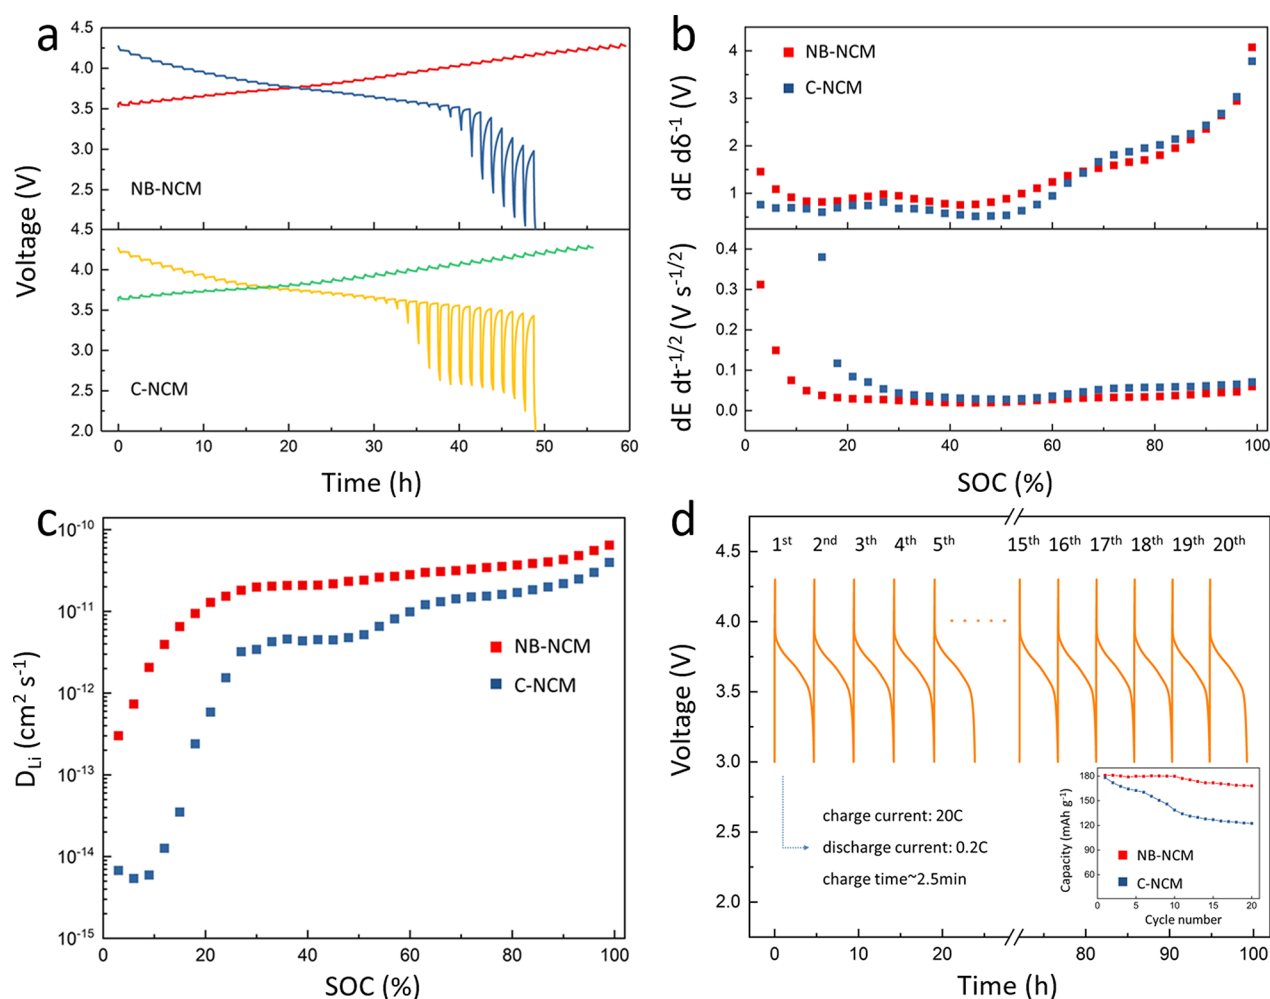 a
Voltage (V)
4.5
4.0
3.5
3.0
2.5
NB-NCM
4.5
4.0
3.5
3.0
2.5
2.0
C-NCM
0 10 20 30 40 50 60
Time (h)
b
NB-NCM
C-NCM
dE dδ⁻¹ (V)
4
3
2
1
dE dt⁻¹/² (V s⁻¹/²)
0.4
0.3
0.2
0.1
0.0
0 20 40 60 80 100
SOC (%)
c
D_Li (cm² s⁻¹)
10⁻¹⁰
10⁻¹¹
10⁻¹²
10⁻¹³
10⁻¹⁴
10⁻¹⁵
NB-NCM
C-NCM
0 20 40 60 80 100
SOC (%)
d
Voltage (V)
4.5
4.0
3.5
3.0
2.5
2.0
1st 2nd 3th 4th 5th 15th 16th 17th 18th 19th 20th
charge current: 20C
discharge current: 0.2C
charge time~2.5min
Capacity (mAh g⁻¹)
180
150
120
90
60
NB-NCM
C-NCM
0 5 10 15 20
Cycle number
0 10 20 80 100
Time (h)